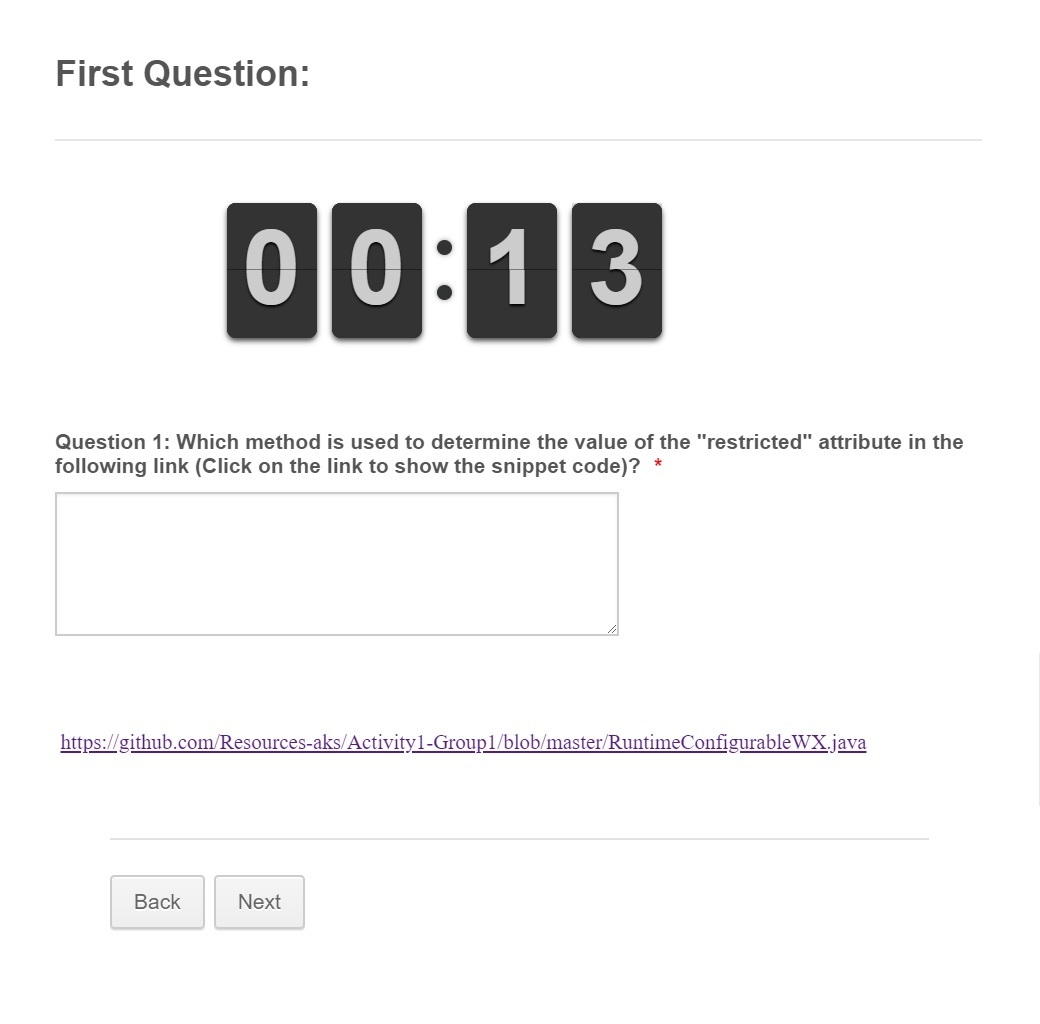 First Question:
00:13
Question 1: Which method is used to determine the value of the "restricted" attribute in the
following link (Click on the link to show the snippet code)? *
https://github.com/Resources-aks/Activity1-Group1/blob/master/RuntimeConfigurableWX.java
Back Next